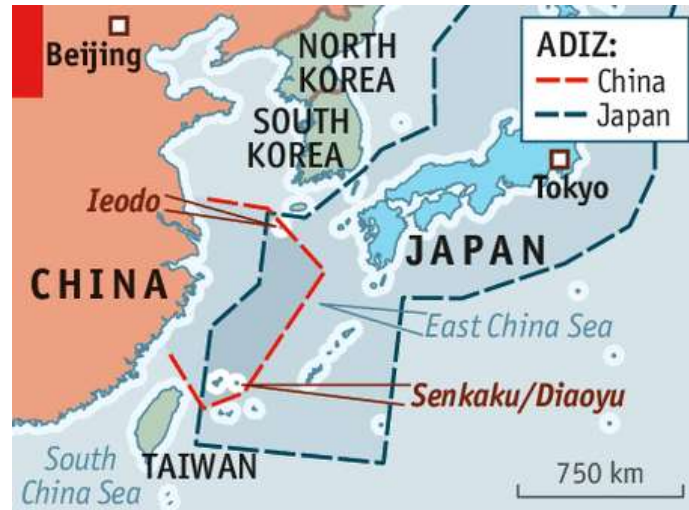 Beijing
NORTH
KOREA
SOUTH
KOREA
ADIZ:
China
Japan
Tokyo
Ieodo
CHINA
JAPAN
East China Sea
Senkaku/Diaoyu
TAIWAN
South
China Sea
750 km